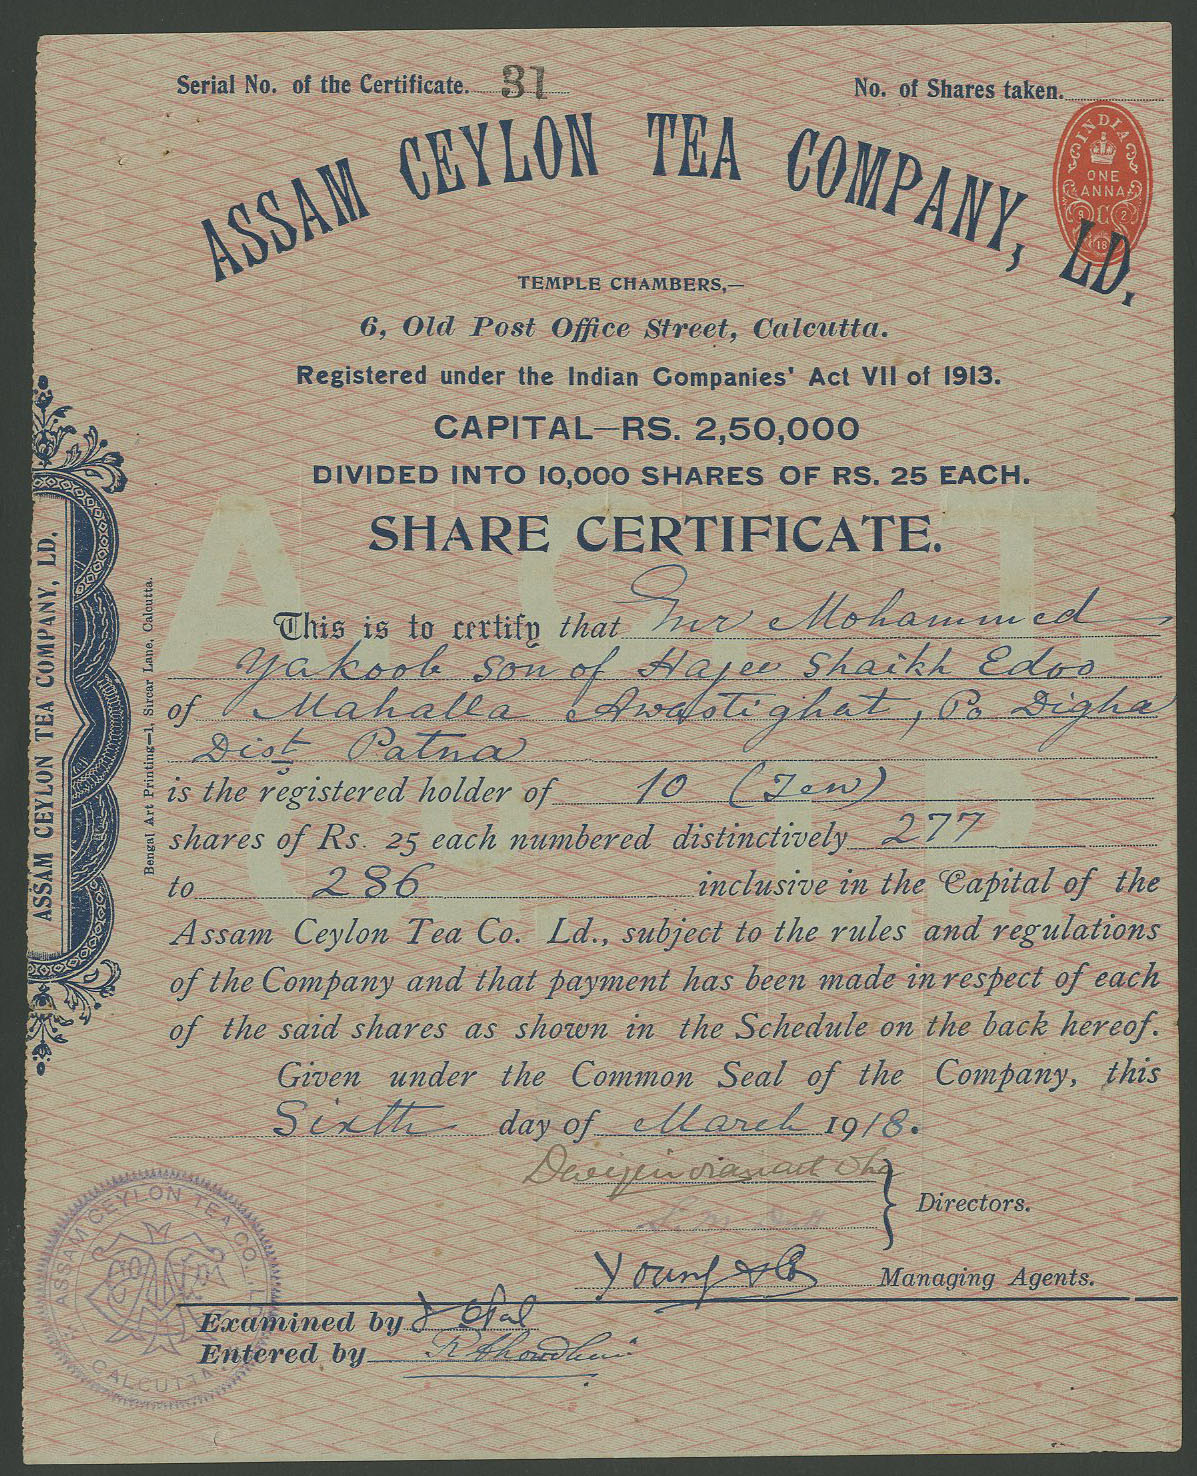 Serial No. of the Certificate. 31
No. of Shares taken.
ASSAM CEYLON TEA COMPANY, LD.
INDIA
ONE
ANNA
9 C 2
18
TEMPLE CHAMBERS,—
6, Old Post Office Street, Calcutta.
Registered under the Indian Companies' Act VII of 1913.
CAPITAL—RS. 2,50,000
DIVIDED INTO 10,000 SHARES OF RS. 25 EACH.
A. C. T.
SHARE CERTIFICATE.
This is to certify that Mr Mohammed
Yakoob son of Hajee Shaikh Edoo
of Mahalla Awastighat, Po Digha
Dist Patna
is the registered holder of 10 (Ten)
shares of Rs. 25 each numbered distinctively 277
to 286 inclusive in the Capital of the
Assam Ceylon Tea Co. Ld., subject to the rules and regulations
of the Company and that payment has been made in respect of each
of the said shares as shown in the Schedule on the back hereof.
Given under the Common Seal of the Company, this
Sixth day of March 1918.
Directors.
Young & Co Managing Agents.
Examined by
Entered by
ASSAM CEYLON TEA CO., LD.
CALCUTTA
ASSAM CEYLON TEA COMPANY, LD.
Bengal Art Printing—1, Sircar Lane, Calcutta.